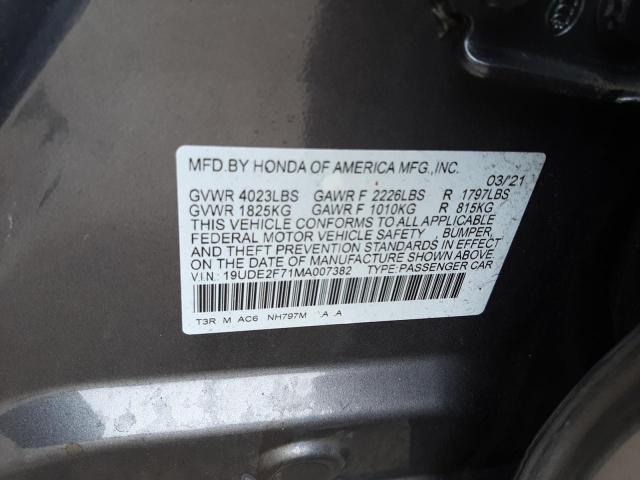 MFD.BY HONDA OF AMERICA MFG.,INC.
03/21
GVWR 4023LBS GAWR F 2226LBS R 1797LBS
GVWR 1825KG GAWR F 1010KG R 815KG
THIS VEHICLE CONFORMS TO ALL APPLICABLE
FEDERAL MOTOR VEHICLE SAFETY , BUMPER,
AND THEFT PREVENTION STANDARDS IN EFFECT
ON THE DATE OF MANUFACTURE SHOWN ABOVE.
V.I.N.: 19UDE2F71MA007382 TYPE:PASSENGER CAR
T3R M AC6 NH797M A .A